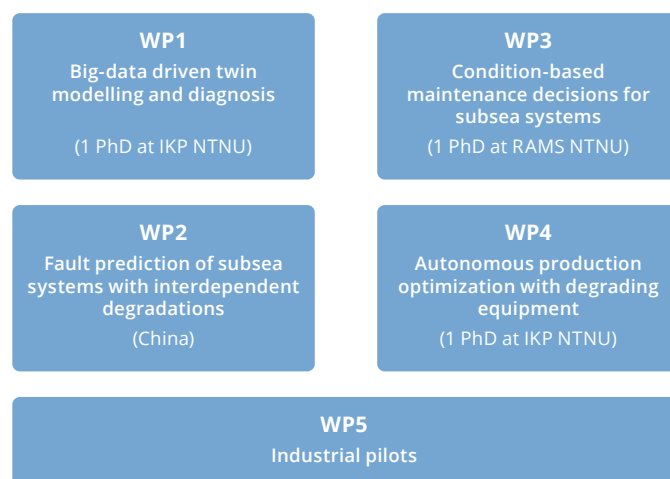 WP1
Big-data driven twin
modelling and diagnosis
(1 PhD at IKP NTNU)
WP3
Condition-based
maintenance decisions for
subsea systems
(1 PhD at RAMS NTNU)
WP2
Fault prediction of subsea
systems with interdependent
degradations
(China)
WP4
Autonomous production
optimization with degrading
equipment
(1 PhD at IKP NTNU)
WP5
Industrial pilots